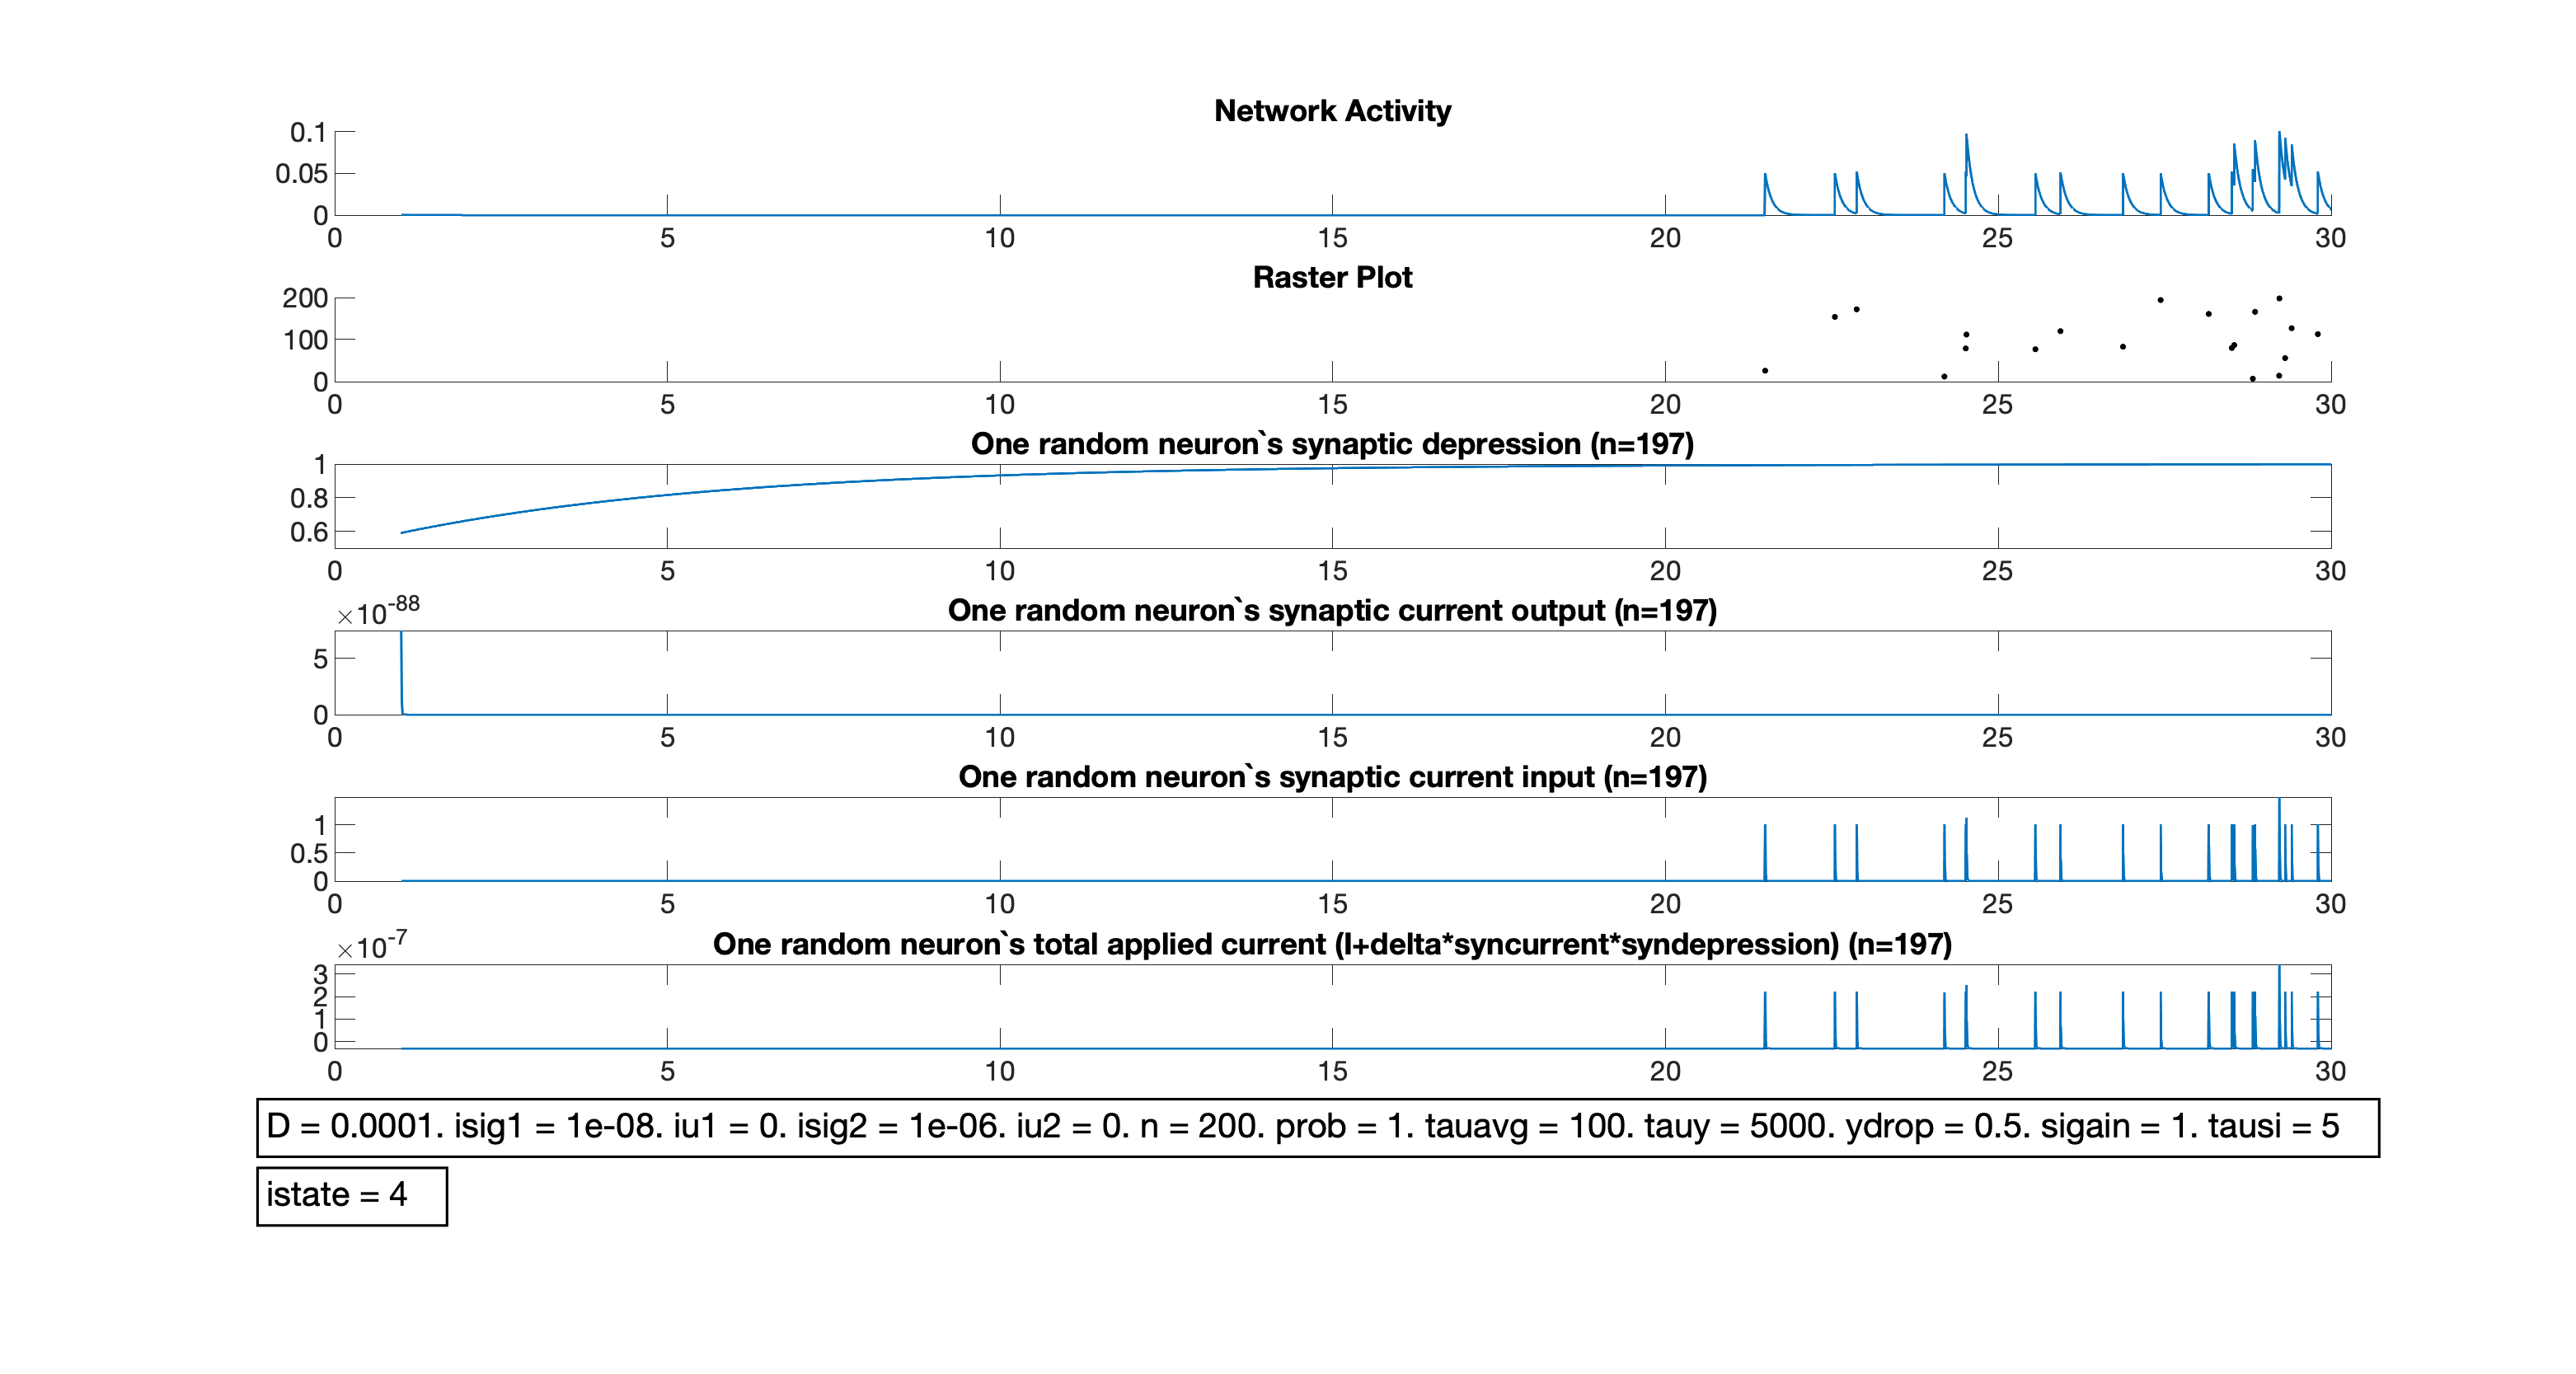 Network Activity
0.1
0.05
0
0 5 10 15 20 25 30
Raster Plot
200
100
0
0 5 10 15 20 25 30
One random neuron`s synaptic depression (n=197)
1
0.8
0.6
0 5 10 15 20 25 30
×10-88
One random neuron`s synaptic current output (n=197)
5
0
0 5 10 15 20 25 30
One random neuron`s synaptic current input (n=197)
1
0.5
0
0 5 10 15 20 25 30
×10-7
One random neuron`s total applied current (I+delta*syncurrent*syndepression) (n=197)
3
2
1
0
0 5 10 15 20 25 30
D = 0.0001. isig1 = 1e-08. iu1 = 0. isig2 = 1e-06. iu2 = 0. n = 200. prob = 1. tauavg = 100. tauy = 5000. ydrop = 0.5. sigain = 1. tausi = 5
istate = 4